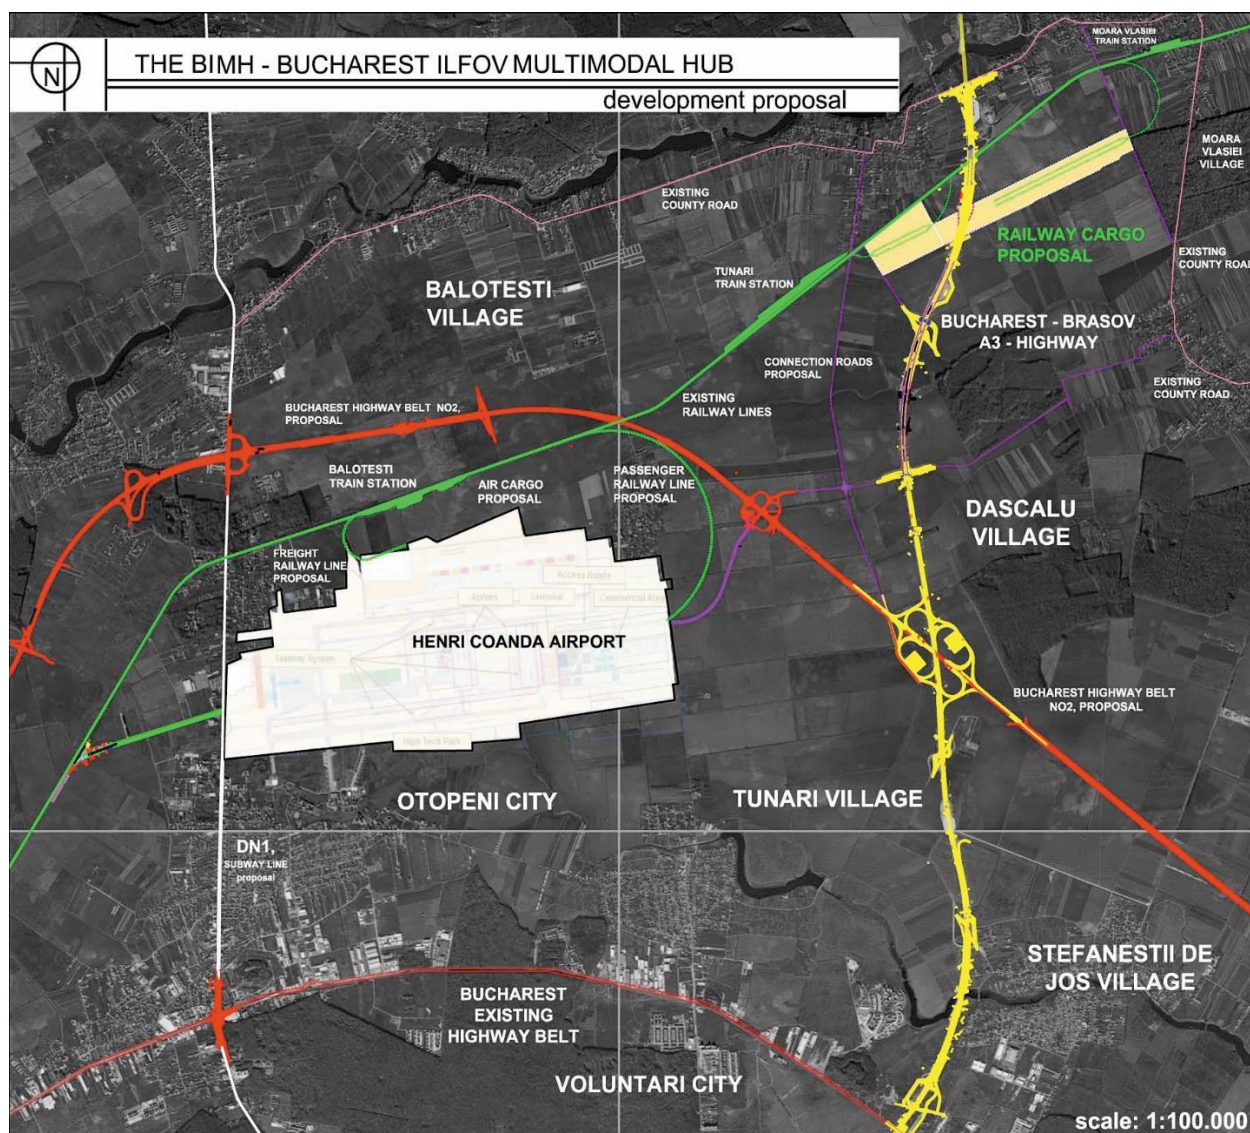 MOARA VLASIEI
TRAIN STATION
N
THE BIMH - BUCHAREST ILFOV MULTIMODAL HUB
development proposal
MOARA
VLASIEI
VILLAGE
EXISTING
COUNTY ROAD
RAILWAY CARGO
PROPOSAL
EXISTING
COUNTY ROAD
TUNARI
TRAIN STATION
BALOTESTI
VILLAGE
BUCHAREST - BRASOV
A3 - HIGHWAY
CONNECTION ROADS
PROPOSAL
EXISTING
COUNTY ROAD
EXISTING
RAILWAY LINES
BUCHAREST HIGHWAY BELT NO2,
PROPOSAL
BALOTESTI
TRAIN STATION
AIR CARGO
PROPOSAL
PASSENGER
RAILWAY LINE
PROPOSAL
DASCALU
VILLAGE
FREIGHT
RAILWAY LINE
PROPOSAL
Access Roads
Aprons
Terminal
Commercial Area
HENRI COANDA AIRPORT
Taxiway System
High Tech Park
BUCHAREST HIGHWAY BELT
NO2, PROPOSAL
OTOPENI CITY
TUNARI VILLAGE
DN1,
SUBWAY LINE
proposal
STEFANESTII DE
JOS VILLAGE
BUCHAREST
EXISTING
HIGHWAY BELT
VOLUNTARI CITY
scale: 1:100.000